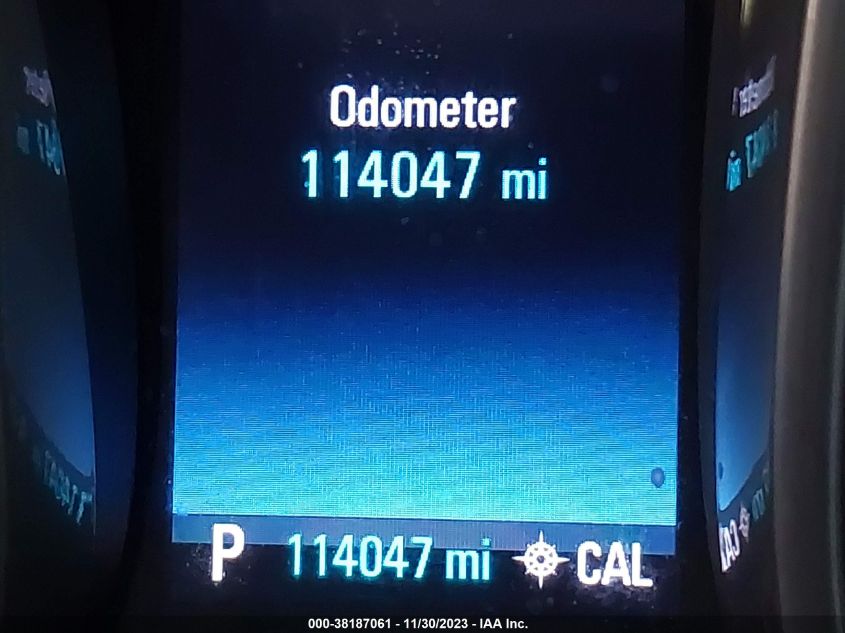 Odometer
114047 mi
P 114047 mi CAL
000-38187061 - 11/30/2023 - IAA Inc.